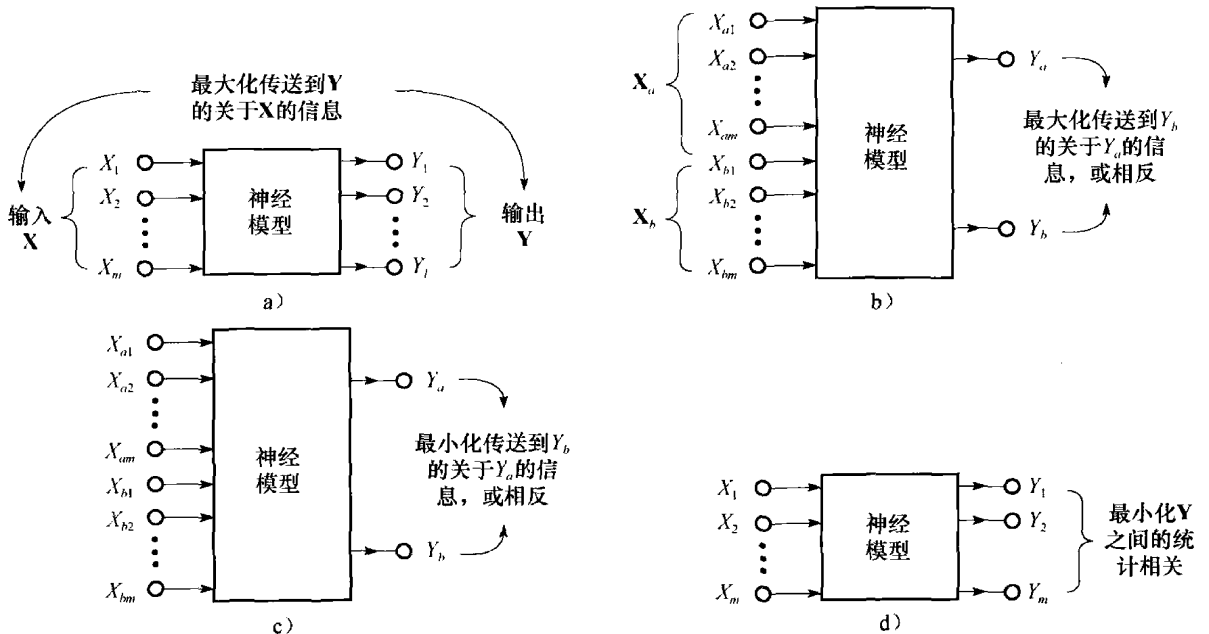 最大化传送到Y
的关于X的信息
输入
X
X1
X2
Xm
神经
模型
Y1
Y2
Yl
输出
Y
a）
Xa
Xb
Xa1
Xa2
Xam
Xb1
Xb2
Xbm
神经
模型
Ya
Yb
最大化传送到Yb
的关于Ya的信
息，或相反
b）
Xa1
Xa2
Xam
Xb1
Xb2
Xbm
神经
模型
Ya
Yb
最小化传送到Yb
的关于Ya的信
息，或相反
c）
X1
X2
Xm
神经
模型
Y1
Y2
Ym
最小化Y
之间的统
计相关
d）